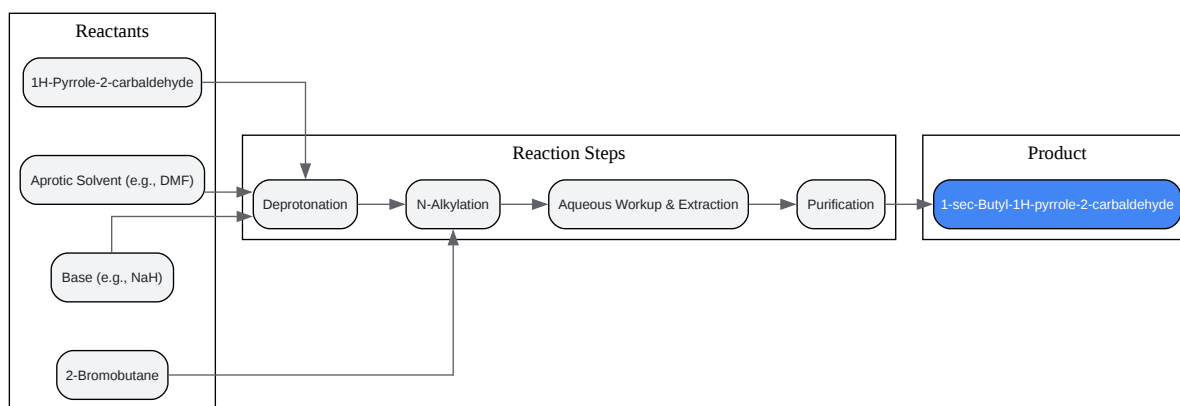 Reactants
1H-Pyrrole-2-carbaldehyde
Aprotic Solvent (e.g., DMF)
Base (e.g., NaH)
2-Bromobutane
Reaction Steps
Deprotonation
N-Alkylation
Aqueous Workup & Extraction
Purification
Product
1-sec-Butyl-1H-pyrrole-2-carbaldehyde